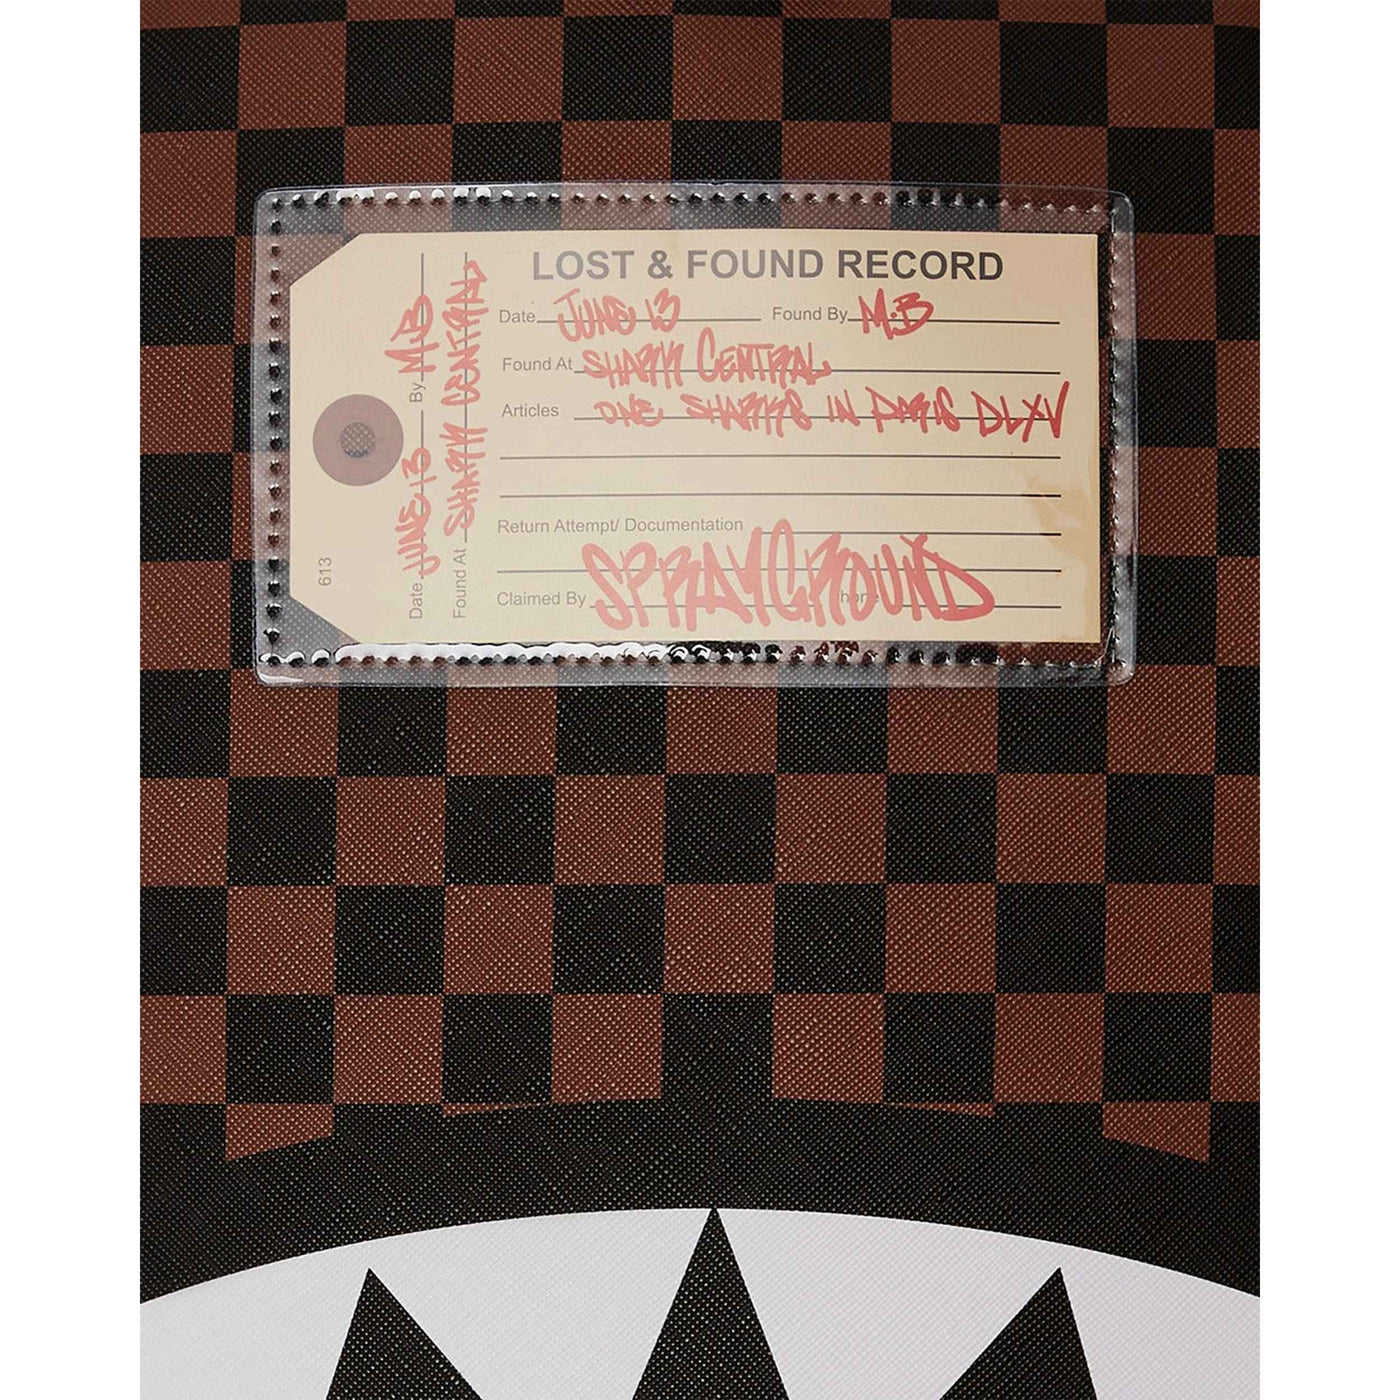 LOST & FOUND RECORD
Date JUNE 13 Found By M.B
Found At SHARK CENTRAL
Articles ONE SHARKS IN PARIS DLXV
Return Attempt/ Documentation
Claimed By SPRAYGROUND Phone
613
Date JUNE 13 By M.B
Found At SHARK CENTRAL